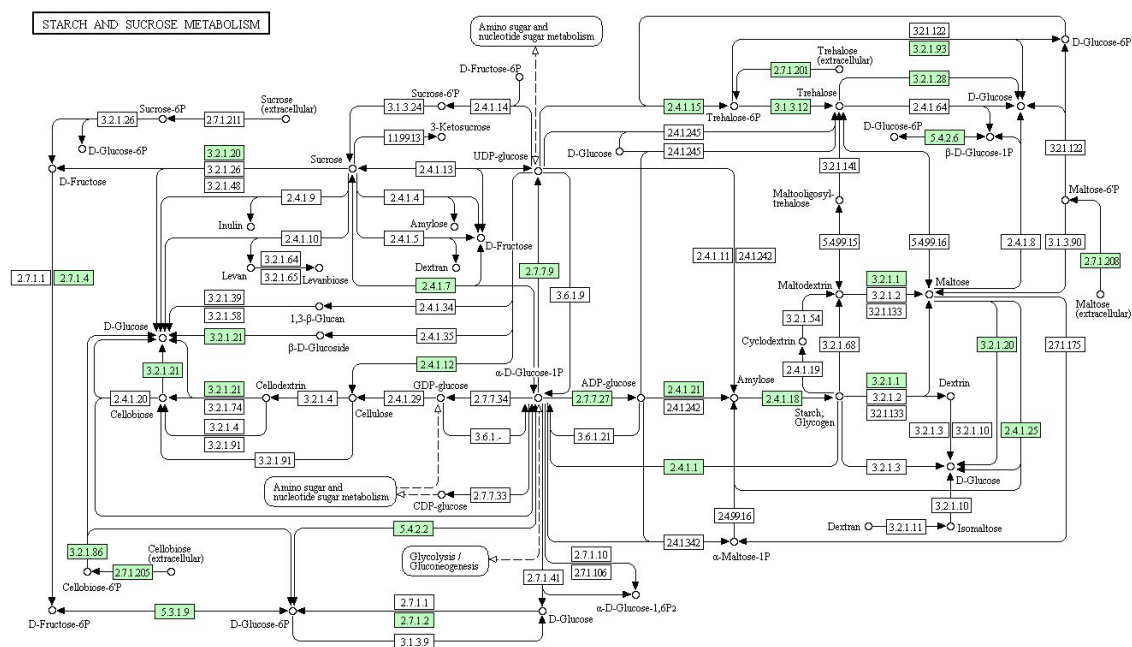 STARCH AND SUCROSE METABOLISM
Amino sugar and
nucleotide sugar metabolism
3.2.1.122
3.2.1.93
D-Glucose-6P
D-Fructose-6P
2.7.1.201
Trehalose
(extracellular)
3.2.1.28
Sucrose-6P
Sucrose
(extracellular)
3.2.1.26
2.7.1.211
Sucrose-6'P
3.1.3.24
2.4.1.14
2.4.1.15
Trehalose-6P
3.1.3.12
Trehalose
2.4.1.64
D-Glucose
D-Glucose-6P
1.1.99.13
3-Ketosucrose
2.4.1.245
D-Glucose
2.4.1.245
D-Glucose-6P
5.4.2.6
β-D-Glucose-1P
3.2.1.122
3.2.1.20
3.2.1.26
3.2.1.48
D-Fructose
Sucrose
2.4.1.13
UDP-glucose
3.2.1.141
Maltooligosyl-
trehalose
Maltose-6'P
2.4.1.9
Inulin
2.4.1.4
Amylose
2.4.1.10
2.4.1.5
D-Fructose
Levan
3.2.1.64
3.2.1.65
Levanbiose
Dextran
2.4.1.7
2.7.7.9
2.4.1.11
2.4.1.242
5.4.99.15
5.4.99.16
2.4.1.8
3.1.3.90
2.7.1.208
2.7.1.1
2.7.1.4
3.6.1.9
Maltodextrin
3.2.1.1
3.2.1.2
3.2.1.133
Maltose
Maltose
(extracellular)
3.2.1.39
3.2.1.58
1,3-β-Glucan
2.4.1.34
D-Glucose
3.2.1.21
β-D-Glucoside
2.4.1.35
3.2.1.54
Cyclodextrin
3.2.1.68
3.2.1.20
2.7.1.175
3.2.1.21
2.4.1.12
α-D-Glucose-1P
2.4.1.19
2.4.1.20
Cellobiose
3.2.1.21
3.2.1.74
Cellodextrin
3.2.1.4
Cellulose
2.4.1.29
GDP-glucose
2.7.7.34
2.7.7.27
ADP-glucose
2.4.1.21
2.4.1.242
Amylose
2.4.1.18
Starch;
Glycogen
3.2.1.1
3.2.1.2
3.2.1.133
Dextrin
3.2.1.4
3.2.1.91
3.6.1.-
3.6.1.21
3.2.1.3
3.2.1.10
2.4.1.25
3.2.1.91
2.4.1.1
3.2.1.3
D-Glucose
Amino sugar and
nucleotide sugar metabolism
2.7.7.33
CDP-glucose
3.2.1.10
5.4.2.2
2.4.99.16
Dextran
3.2.1.11
Isomaltose
3.2.1.86
Cellobiose
(extracellular)
2.4.1.342
α-Maltose-1P
Glycolysis /
Gluconeogenesis
2.7.1.10
2.7.1.106
Cellobiose-6'P
2.7.1.205
2.7.1.41
α-D-Glucose-1,6P2
D-Fructose-6P
5.3.1.9
D-Glucose-6P
2.7.1.1
2.7.1.2
3.1.3.9
D-Glucose